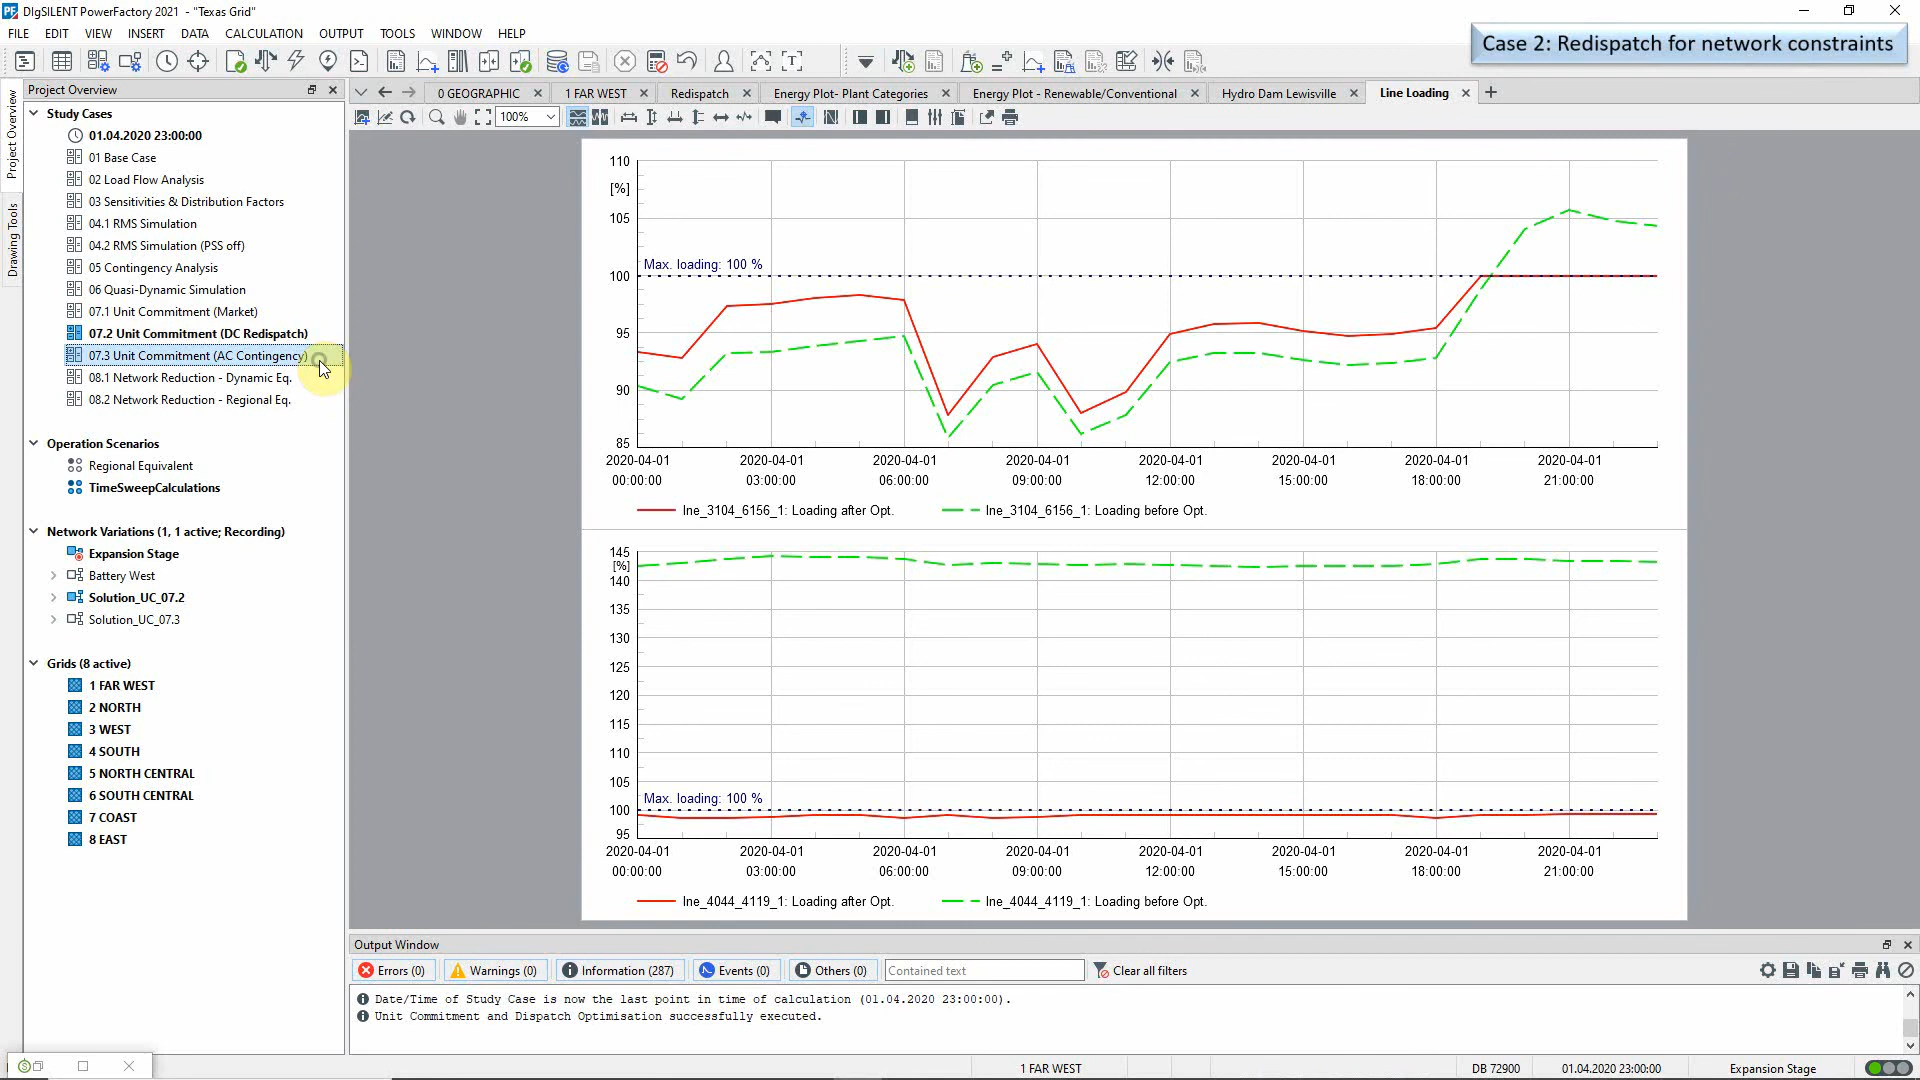 DIgSILENT PowerFactory 2021 - "Texas Grid"
FILE EDIT VIEW INSERT DATA CALCULATION OUTPUT TOOLS WINDOW HELP
Case 2: Redispatch for network constraints
Project Overview
0 GEOGRAPHIC 1 FAR WEST Redispatch Energy Plot- Plant Categories Energy Plot - Renewable/Conventional Hydro Dam Lewisville Line Loading
100%
Project Overview
Drawing Tools
Study Cases
01.04.2020 23:00:00
01 Base Case
02 Load Flow Analysis
03 Sensitivities & Distribution Factors
04.1 RMS Simulation
04.2 RMS Simulation (PSS off)
05 Contingency Analysis
06 Quasi-Dynamic Simulation
07.1 Unit Commitment (Market)
07.2 Unit Commitment (DC Redispatch)
07.3 Unit Commitment (AC Contingency)
08.1 Network Reduction - Dynamic Eq.
08.2 Network Reduction - Regional Eq.
Operation Scenarios
Regional Equivalent
TimeSweepCalculations
Network Variations (1, 1 active; Recording)
Expansion Stage
Battery West
Solution_UC_07.2
Solution_UC_07.3
Grids (8 active)
1 FAR WEST
2 NORTH
3 WEST
4 SOUTH
5 NORTH CENTRAL
6 SOUTH CENTRAL
7 COAST
8 EAST
110
[%]
105
100
95
90
85
Max. loading: 100 %
2020-04-01 2020-04-01 2020-04-01 2020-04-01 2020-04-01 2020-04-01 2020-04-01 2020-04-01
00:00:00 03:00:00 06:00:00 09:00:00 12:00:00 15:00:00 18:00:00 21:00:00
lne_3104_6156_1: Loading after Opt. lne_3104_6156_1: Loading before Opt.
145
[%]
140
135
130
125
120
115
110
105
100
95
Max. loading: 100 %
2020-04-01 2020-04-01 2020-04-01 2020-04-01 2020-04-01 2020-04-01 2020-04-01 2020-04-01
00:00:00 03:00:00 06:00:00 09:00:00 12:00:00 15:00:00 18:00:00 21:00:00
lne_4044_4119_1: Loading after Opt. lne_4044_4119_1: Loading before Opt.
Output Window
Errors (0) Warnings (0) Information (287) Events (0) Others (0) Contained text Clear all filters
Date/Time of Study Case is now the last point in time of calculation (01.04.2020 23:00:00).
Unit Commitment and Dispatch Optimisation successfully executed.
1 FAR WEST DB 72900 01.04.2020 23:00:00 Expansion Stage